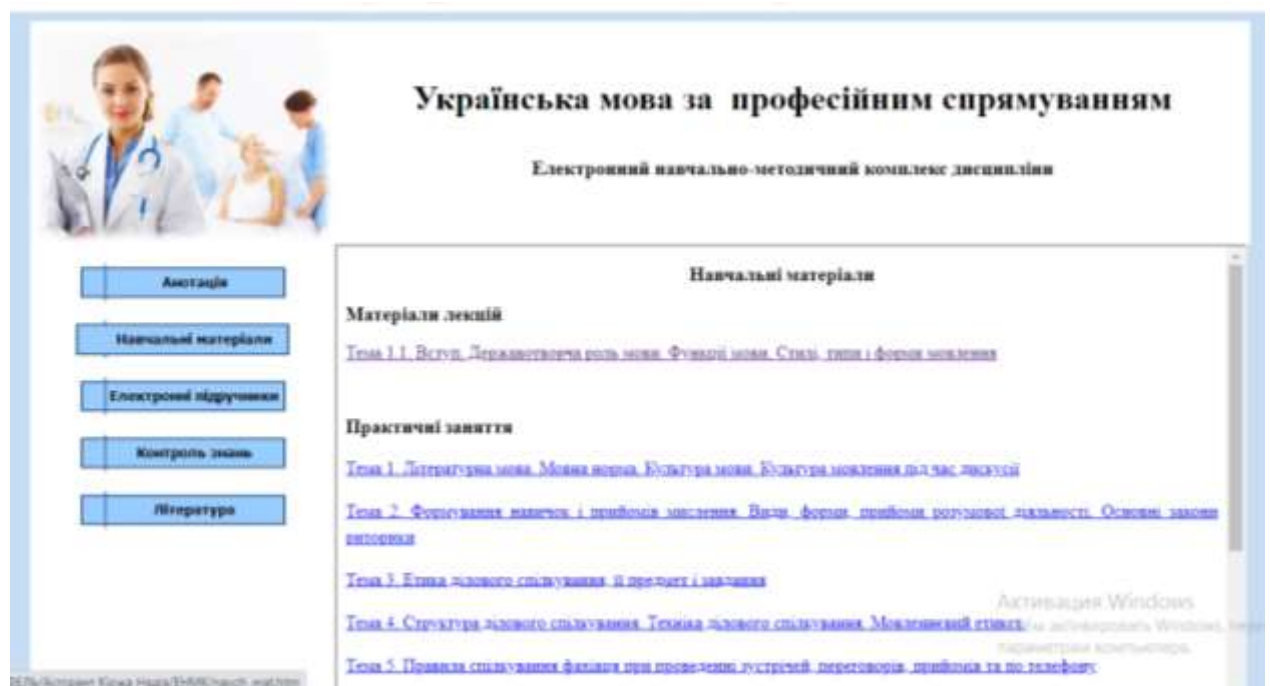 Українська мова за професійним спрямуванням
Електронний навчально-методичний комплекс дисципліни
Анотація
Навчальні матеріали
Електронні підручники
Контроль знань
Література
Навчальні матеріали
Матеріали лекцій
Тема 1.1. Вступ. Державотворча роль мови. Функції мови. Стилі, типи і форми мовлення
Практичні заняття
Тема 1. Літературна мова. Мовна норма. Культура мови. Культура мовлення під час дискусії
Тема 2. Формування навичок і прийомів мислення. Види, форми, прийоми розумової діяльності. Основні закони
риторики
Тема 3. Етика ділового спілкування, її предмет і завдання
Тема 4. Структура ділового спілкування. Техніка ділового спілкування. Мовленнєвий етикет.
Тема 5. Правила спілкування фахівця при проведенні зустрічей, переговорів, прийомів та по телефону.
Активация Windows
активировать Windows,
параметрам компьютера.